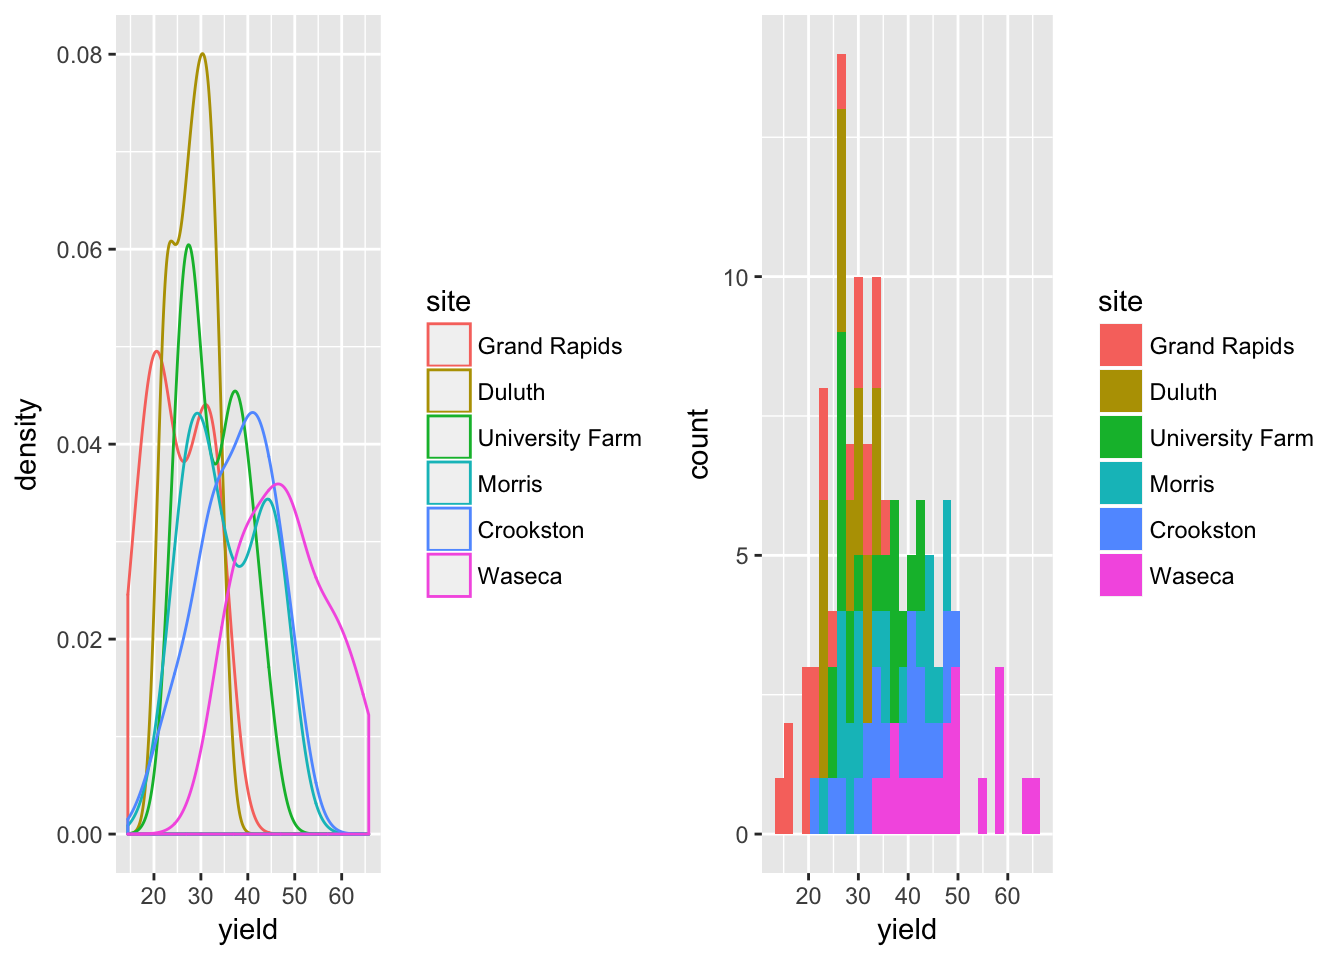 0.08
0.06
0.04
0.02
0.00
density
20 30 40 50 60
yield
site
Grand Rapids
Duluth
University Farm
Morris
Crookston
Waseca
10
5
0
count
20 30 40 50 60
yield
site
Grand Rapids
Duluth
University Farm
Morris
Crookston
Waseca